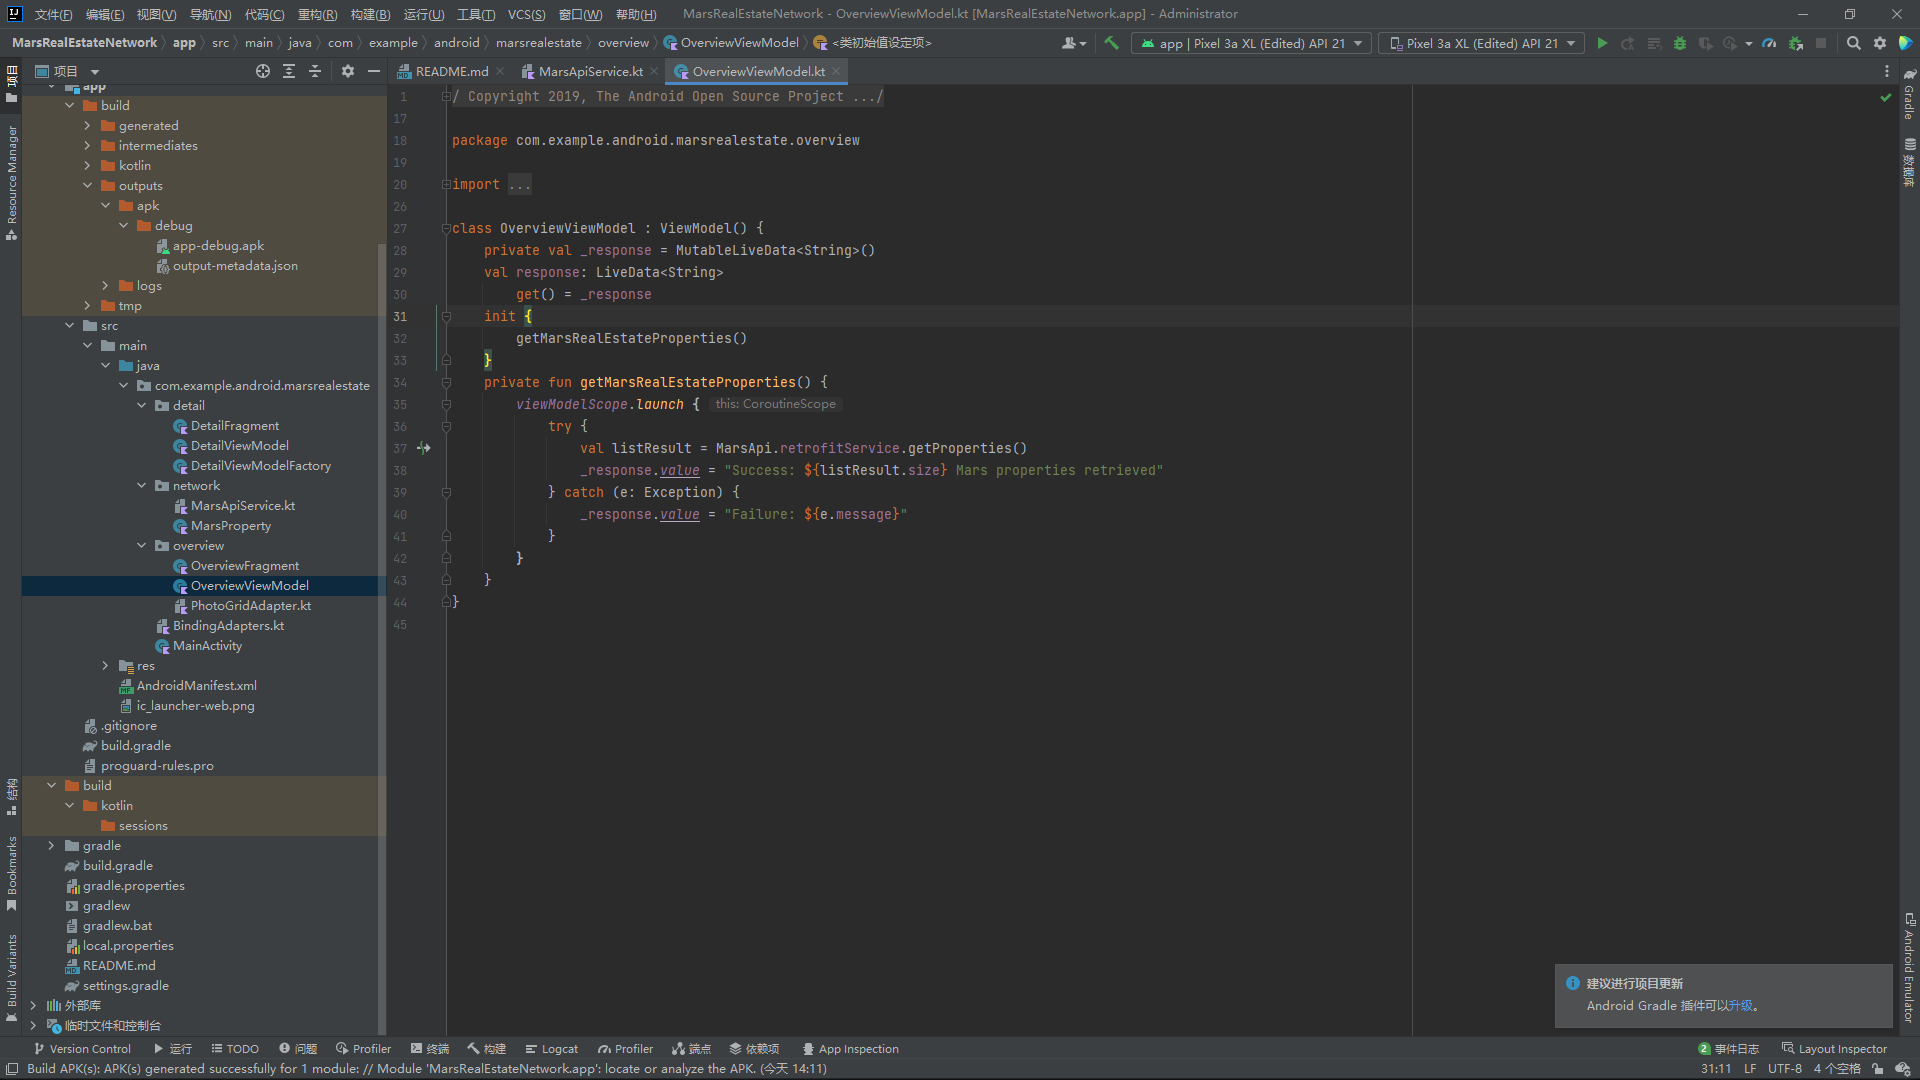 文件(F) 编辑(E) 视图(V) 导航(N) 代码(C) 重构(R) 构建(B) 运行(U) 工具(T) VCS(S) 窗口(W) 帮助(H) MarsRealEstateNetwork - OverviewViewModel.kt [MarsRealEstateNetwork.app] - Administrator
MarsRealEstateNetwork app src main java com example android marsrealestate overview OverviewViewModel <类初始值设定项> app | Pixel 3a XL (Edited) API 21 Pixel 3a XL (Edited) API 21
项目 README.md MarsApiService.kt OverviewViewModel.kt
项目
Resource Manager
结构
Bookmarks
Build Variants
app
build
generated
intermediates
kotlin
outputs
apk
debug
app-debug.apk
output-metadata.json
logs
tmp
src
main
java
com.example.android.marsrealestate
detail
DetailFragment
DetailViewModel
DetailViewModelFactory
network
MarsApiService.kt
MarsProperty
overview
OverviewFragment
OverviewViewModel
PhotoGridAdapter.kt
BindingAdapters.kt
MainActivity
res
AndroidManifest.xml
ic_launcher-web.png
.gitignore
build.gradle
proguard-rules.pro
build
kotlin
sessions
gradle
build.gradle
gradle.properties
gradlew
gradlew.bat
local.properties
README.md
settings.gradle
外部库
临时文件和控制台
1 / Copyright 2019, The Android Open Source Project .../
17
18 package com.example.android.marsrealestate.overview
19
20 import ...
26
27 class OverviewViewModel : ViewModel() {
28 private val _response = MutableLiveData<String>()
29 val response: LiveData<String>
30 get() = _response
31 init {
32 getMarsRealEstateProperties()
33 }
34 private fun getMarsRealEstateProperties() {
35 viewModelScope.launch { this: CoroutineScope
36 try {
37 val listResult = MarsApi.retrofitService.getProperties()
38 _response.value = "Success: ${listResult.size} Mars properties retrieved"
39 } catch (e: Exception) {
40 _response.value = "Failure: ${e.message}"
41 }
42 }
43 }
44 }
45
Gradle
数据库
Android Emulator
建议进行项目更新
Android Gradle 插件可以升级。
Version Control 运行 TODO 问题 Profiler 终端 构建 Logcat Profiler 端点 依赖项 App Inspection 2 事件日志 Layout Inspector
Build APK(s): APK(s) generated successfully for 1 module: // Module 'MarsRealEstateNetwork.app': locate or analyze the APK. (今天 14:11) 31:11 LF UTF-8 4 个空格